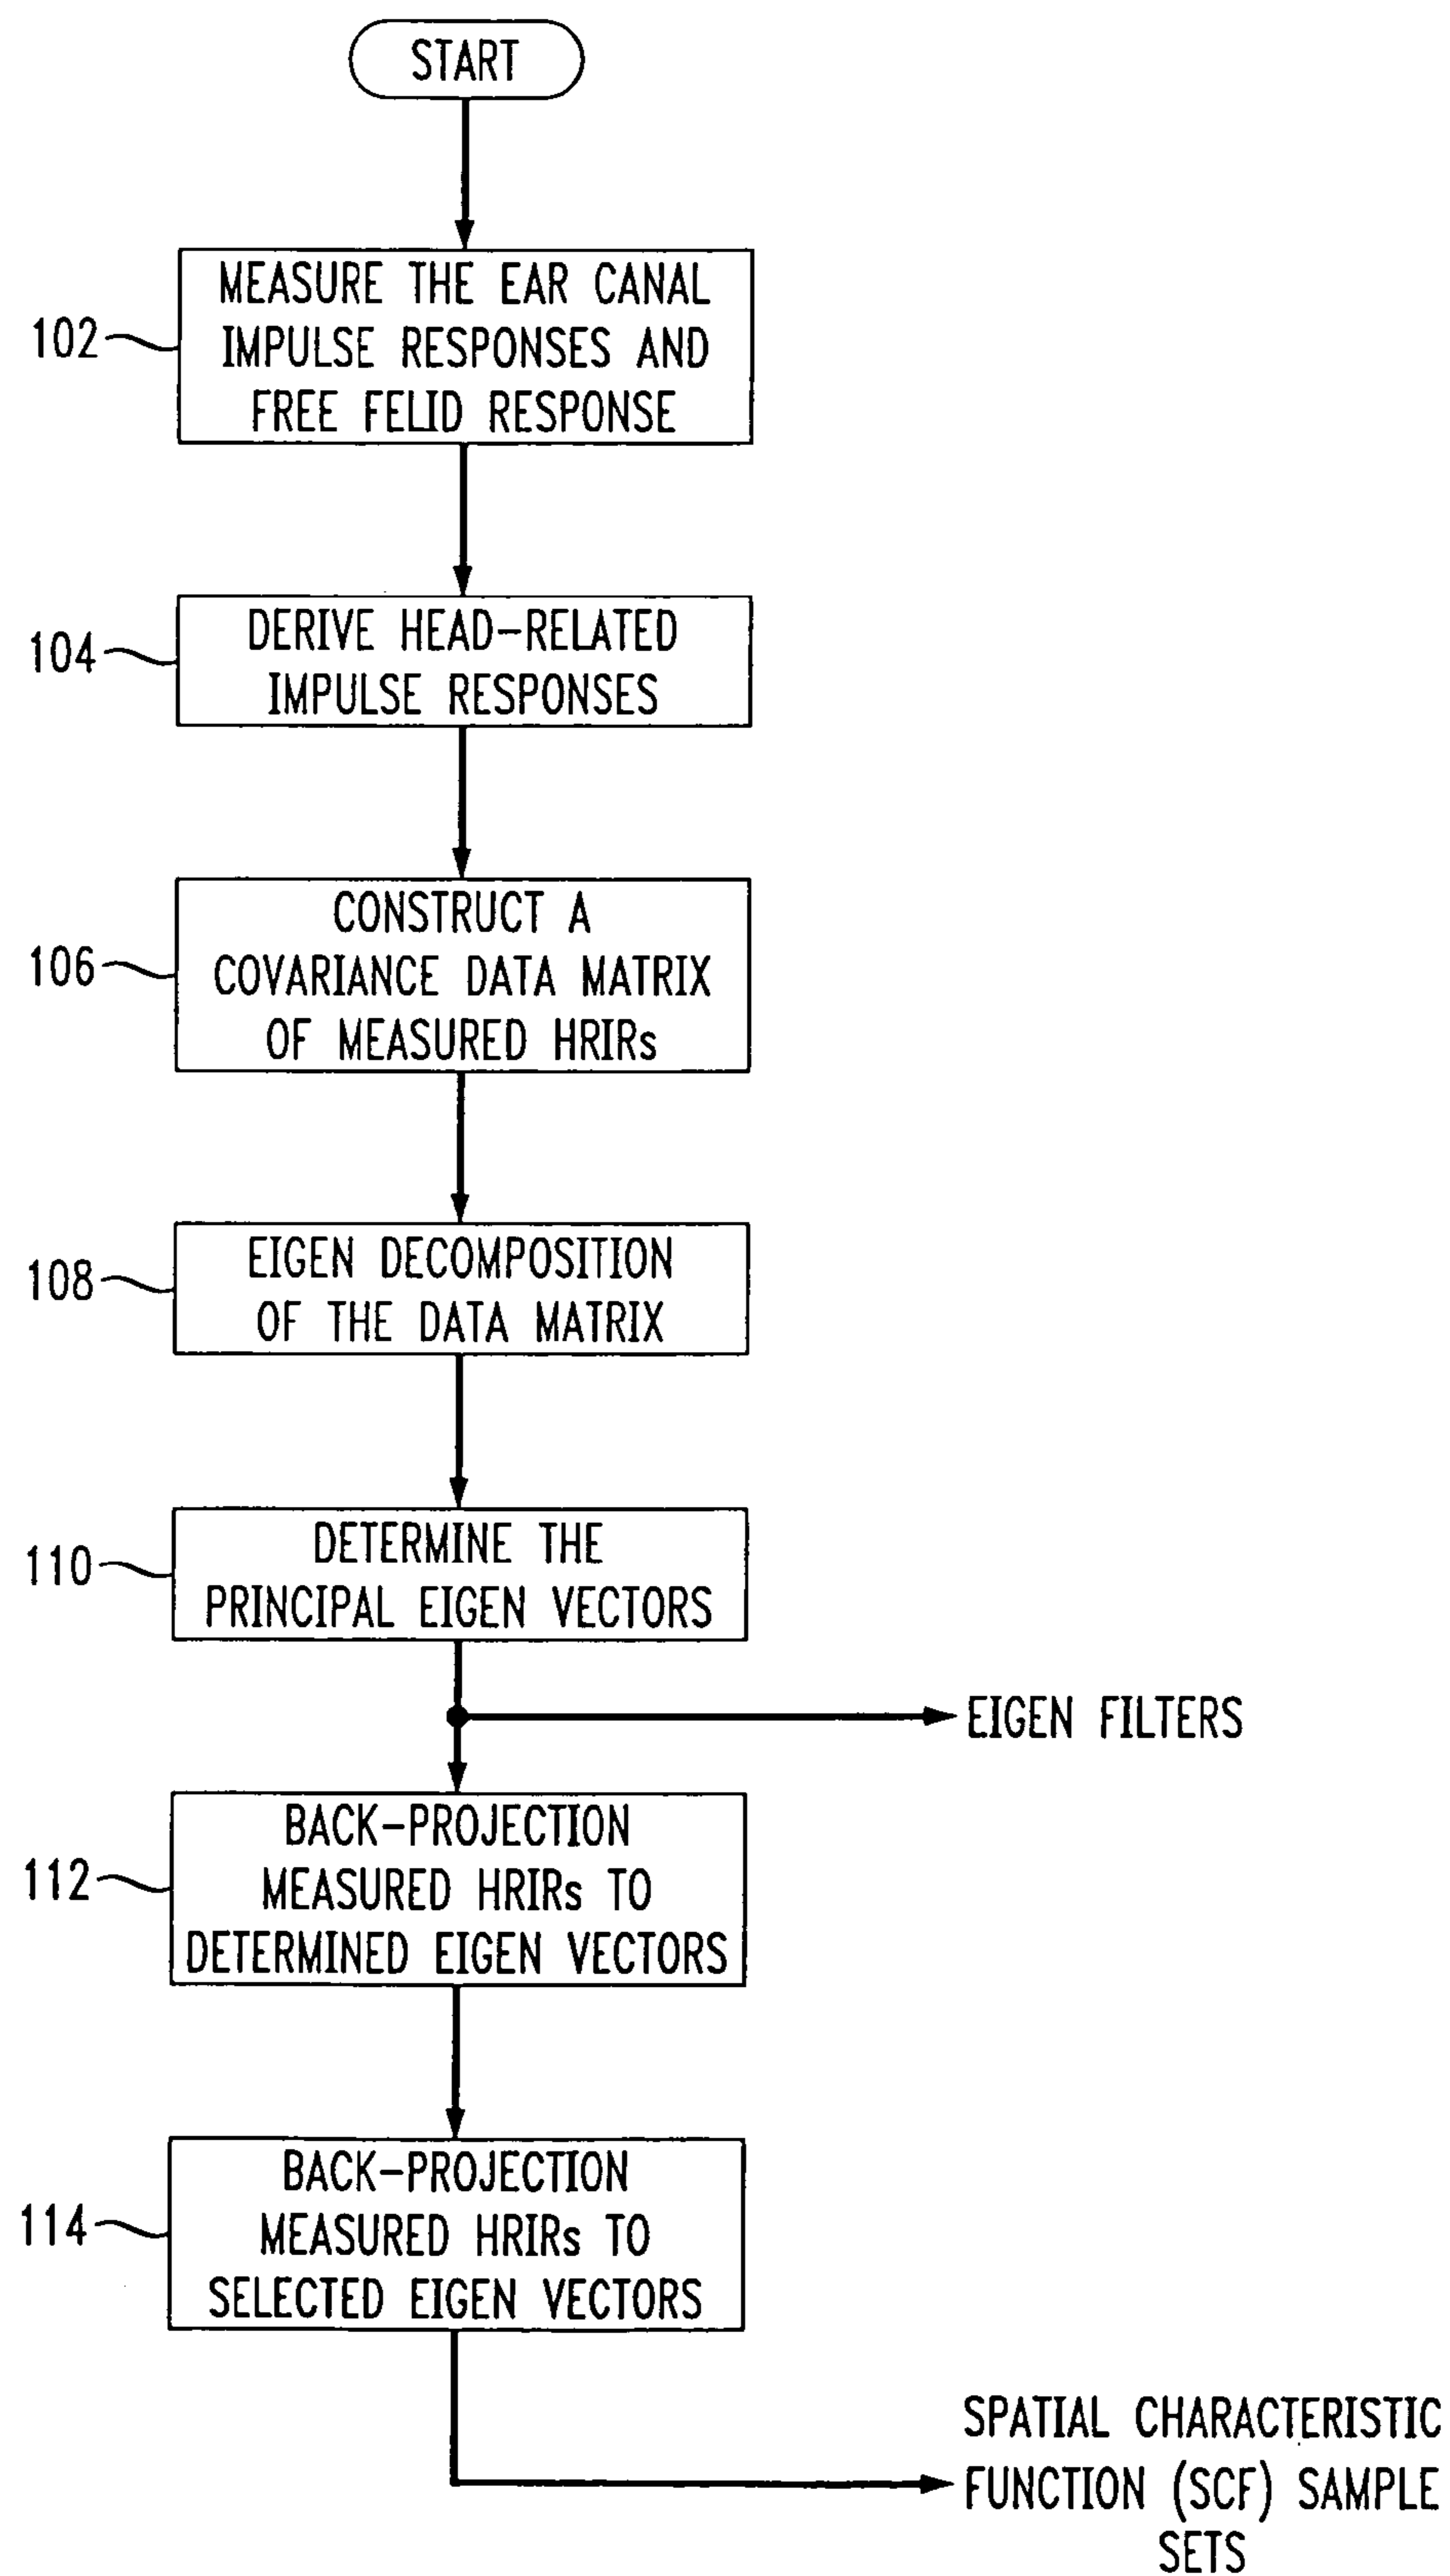 START
MEASURE THE EAR CANAL
102
IMPULSE RESPONSES AND
FREE FELID RESPONSE
DERIVE HEAD-RELATED
104
IMPULSE RESPONSES
CONSTRUCT A
106
COVARIANCE DATA MATRIX
OF MEASURED HRIRs
EIGEN DECOMPOSITION
108
OF THE DATA MATRIX
DETERMINE THE
110
PRINCIPAL EIGEN VECTORS
EIGEN FILTERS
BACK-PROJECTION
112
MEASURED HRIRs TO
DETERMINED EIGEN VECTORS
BACK-PROJECTION
114
MEASURED HRIRs TO
SELECTED EIGEN VECTORS
SPATIAL CHARACTERISTIC
FUNCTION (SCF) SAMPLE
SETS